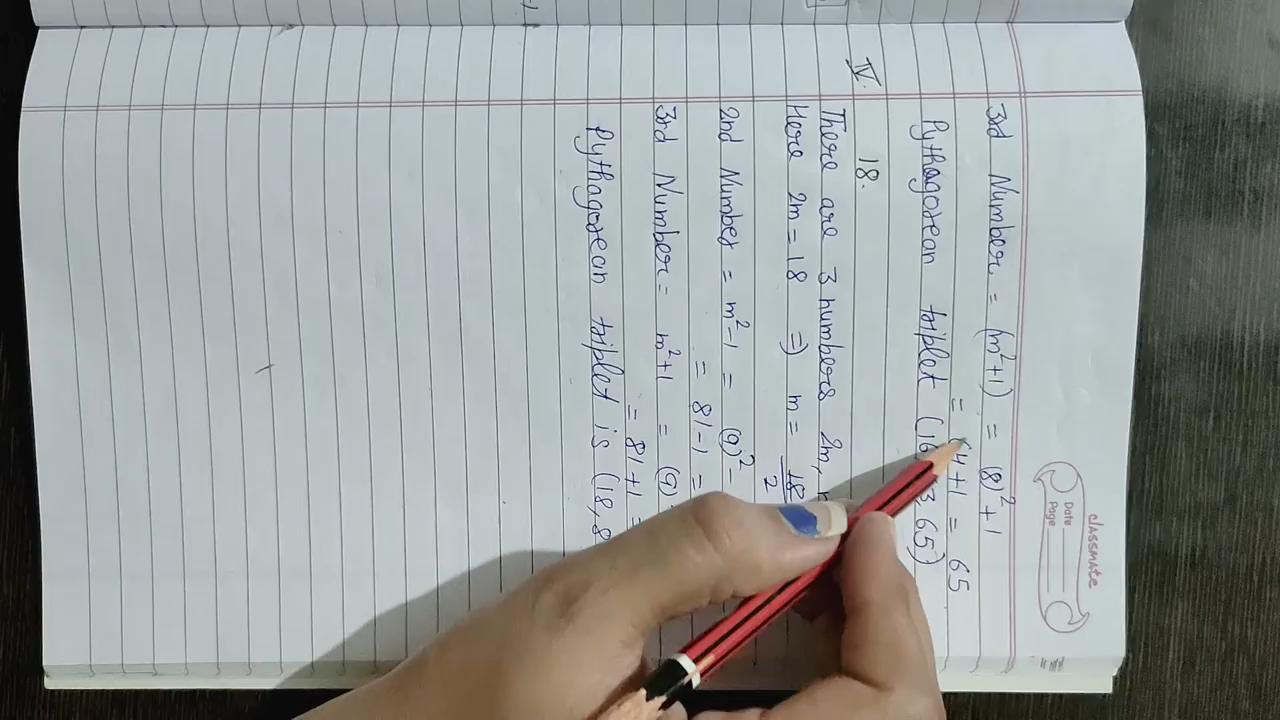 classmate
Date
Page
3rd Number = (m²+1) = (8)²+1
= 64+1 = 65
Pythagorean triplet (16, 63, 65)
IV. 18.
There are 3 numbers 2m,
Here 2m = 18 => m = 18/2
2nd Number = m²-1 = (9)²-
= 81-1 =
3rd Number = m²+1 = (9)
= 81+1 =
Pythagorean triplet is (18, 8